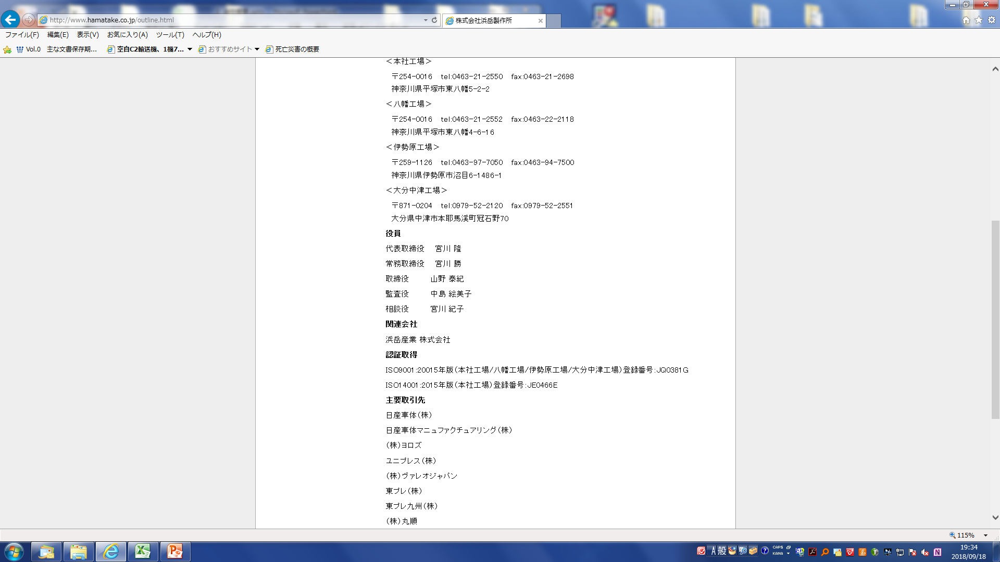 http://www.hamatake.co.jp/outline.html
株式会社浜岳製作所
ファイル(F) 編集(E) 表示(V) お気に入り(A) ツール(T) ヘルプ(H)
Vol.0 主な文書保存期... 空自C2輸送機、1機7... おすすめサイト 死亡災害の概要
＜本社工場＞
〒254-0016 tel:0463-21-2550 fax:0463-21-2698
神奈川県平塚市東八幡5-2-2
＜八幡工場＞
〒254-0016 tel:0463-21-2552 fax:0463-22-2118
神奈川県平塚市東八幡4-6-16
＜伊勢原工場＞
〒259-1126 tel:0463-97-7050 fax:0463-94-7500
神奈川県伊勢原市沼目6-1486-1
＜大分中津工場＞
〒871-0204 tel:0979-52-2120 fax:0979-52-2551
大分県中津市本耶馬溪町冠石野70
役員
代表取締役 宮川 隆
常務取締役 宮川 勝
取締役 山野 泰紀
監査役 中島 絵美子
相談役 宮川 紀子
関連会社
浜岳産業 株式会社
認証取得
ISO9001:20015年版（本社工場/八幡工場/伊勢原工場/大分中津工場）登録番号：JQ0381G
ISO14001:2015年版（本社工場）登録番号：JE0466E
主要取引先
日産車体（株）
日産車体マニュファクチュアリング（株）
（株）ヨロズ
ユニプレス（株）
（株）ヴァレオジャパン
東プレ（株）
東プレ九州（株）
（株）丸順
115%
A 般 CAPS
KANA
19:34
2018/09/18